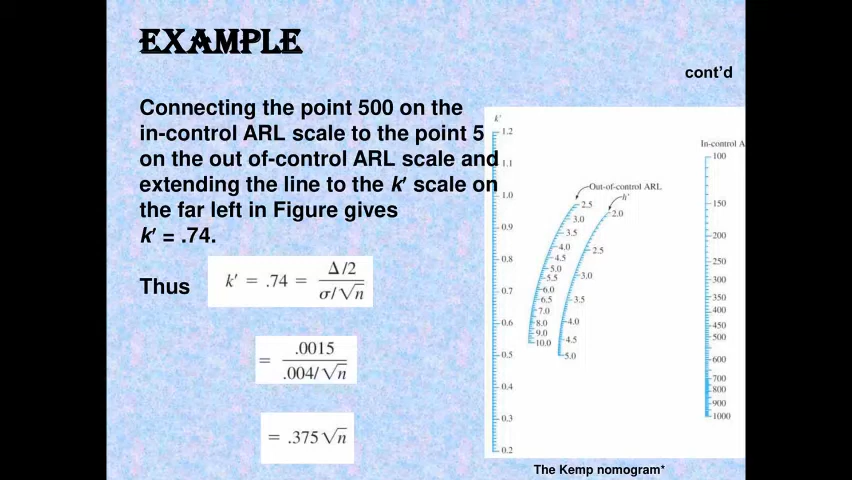 EXAMPLE
cont'd
Connecting the point 500 on the
in-control ARL scale to the point 5
on the out of-control ARL scale and
extending the line to the k′ scale on
the far left in Figure gives
k′ = .74.
Thus
k′ = .74 = Δ/2 / σ/√n
= .0015 / .004/√n
= .375√n
k′
1.2
1.1
1.0
0.9
0.8
0.7
0.6
0.5
0.4
0.3
0.2
Out-of-control ARL
2.5
3.0
3.5
4.0
4.5
5.0
5.5
6.0
6.5
7.0
8.0
9.0
10.0
h′
2.0
2.5
3.0
3.5
4.0
4.5
5.0
In-control A
100
150
200
250
300
350
400
450
500
600
700
800
900
1000
The Kemp nomogram*